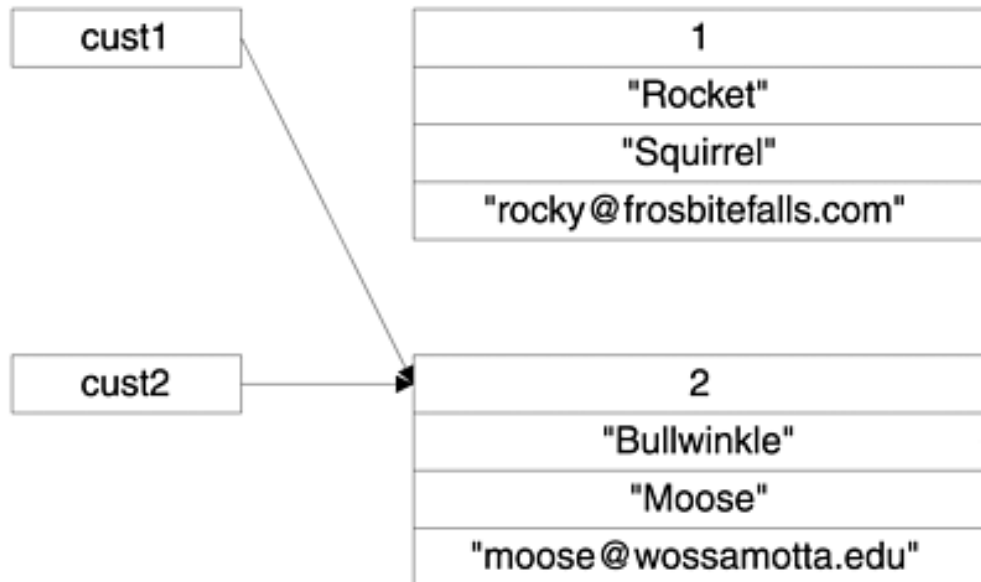 cust1
1
"Rocket"
"Squirrel"
"rocky@frosbitefalls.com"
cust2
2
"Bullwinkle"
"Moose"
"moose@wossamotta.edu"